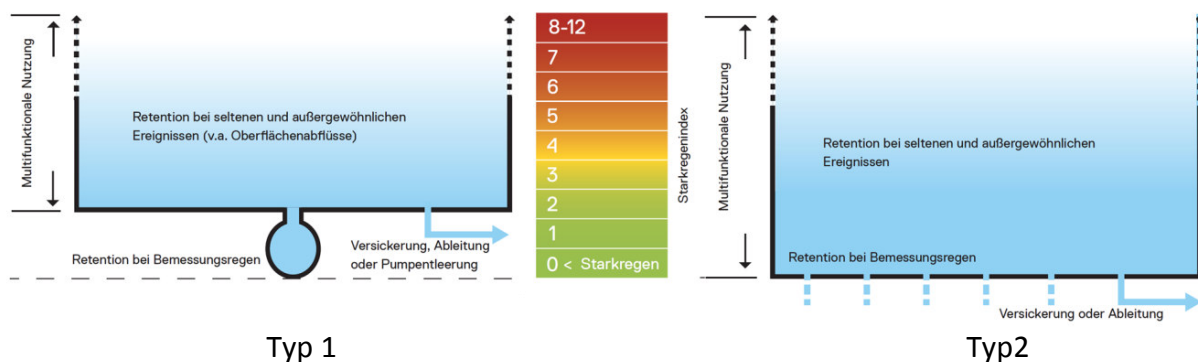 Multifunktionale Nutzung
Retention bei seltenen und außergewöhnlichen
Ereignissen (v.a. Oberflächenabflüsse)
Retention bei Bemessungsregen
Versickerung, Ableitung
oder Pumpentleerung
Typ 1
8-12
7
6
5
4
3
2
1
0 < Starkregen
Starkregenindex
Multifunktionale Nutzung
Retention bei seltenen und außergewöhnlichen
Ereignissen
Retention bei Bemessungsregen
Versickerung oder Ableitung
Typ2